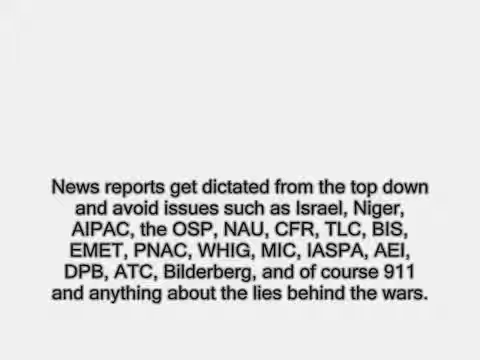 News reports get dictated from the top down
and avoid issues such as Israel, Niger,
AIPAC, the OSP, NAU, CFR, TLC, BIS,
EMET, PNAC, WHIG, MIC, IASPA, AEI,
DPB, ATC, Bilderberg, and of course 911
and anything about the lies behind the wars.